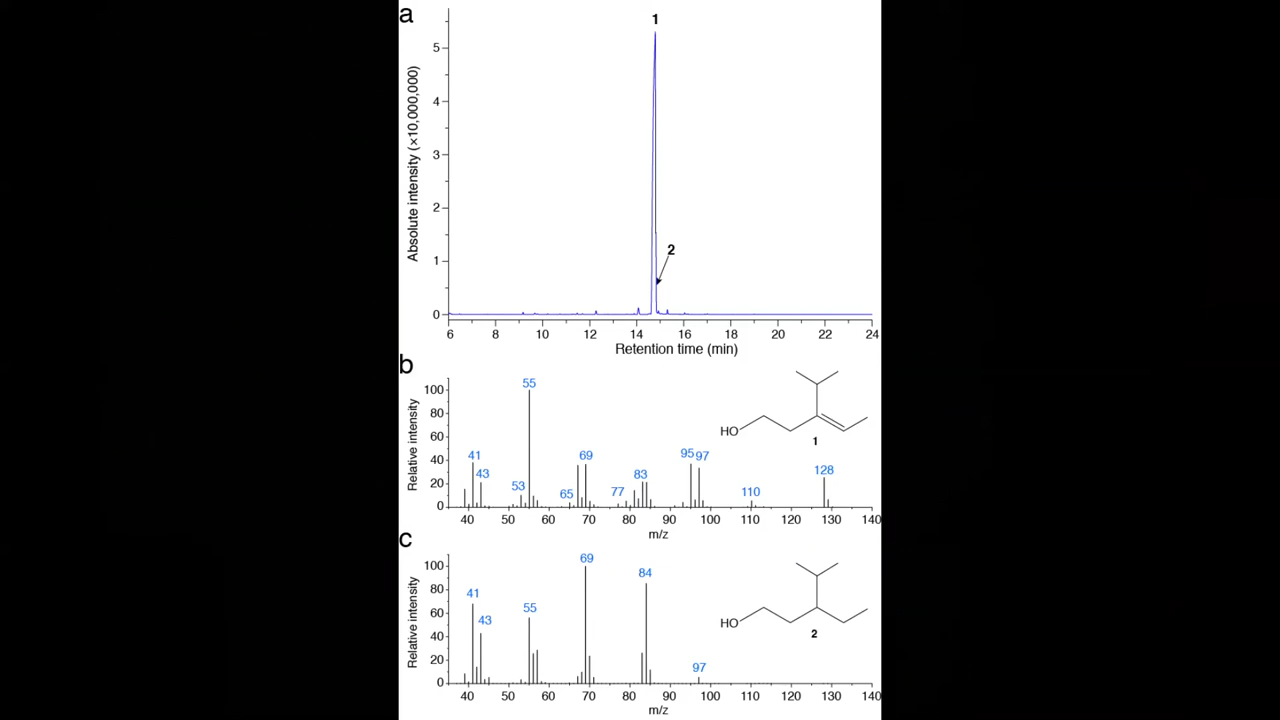 a
1
2
Absolute intensity (×10,000,000)
5
4
3
2
1
0
6 8 10 12 14 16 18 20 22 24
Retention time (min)
b
Relative intensity
100
80
60
40
20
0
41 43 53 55 65 69 77 83 95 97 110 128
HO
1
40 50 60 70 80 90 100 110 120 130 140
m/z
c
Relative intensity
100
80
60
40
20
0
41 43 55 69 84 97
HO
2
40 50 60 70 80 90 100 110 120 130 140
m/z